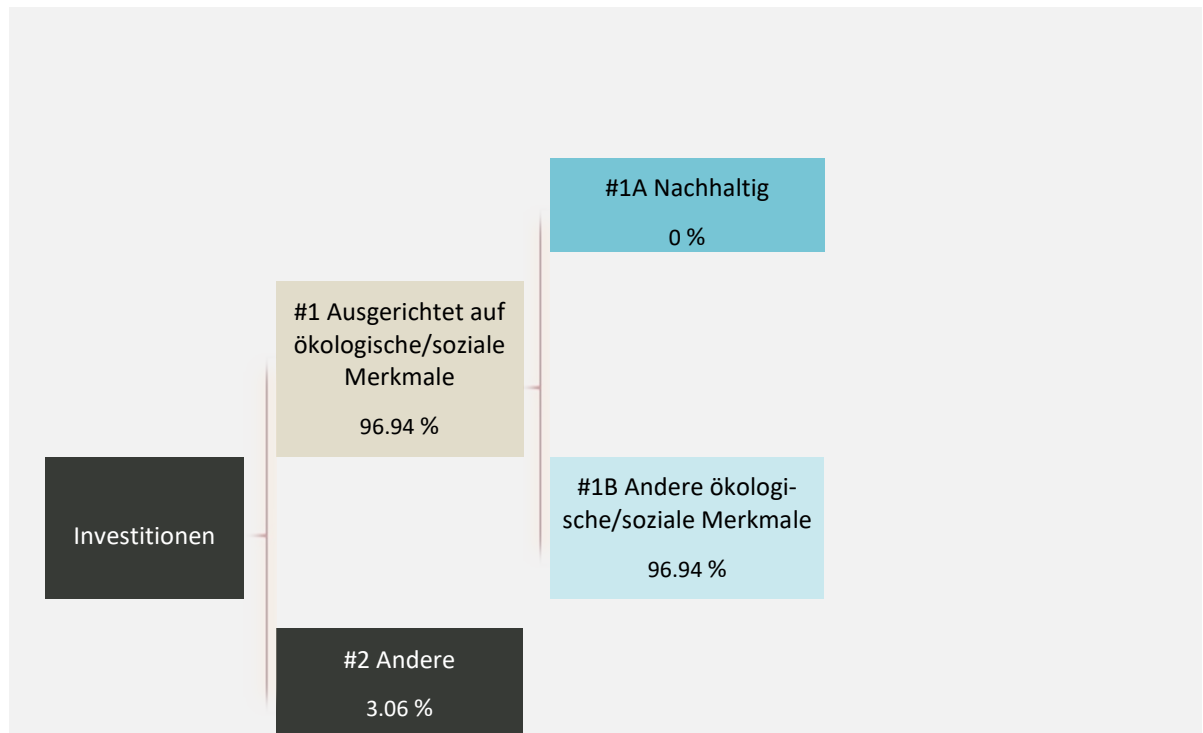 #1A Nachhaltig
0 %
#1 Ausgerichtet auf
ökologische/soziale
Merkmale
96.94 %
Investitionen
#1B Andere ökologi-
sche/soziale Merkmale
96.94 %
#2 Andere
3.06 %